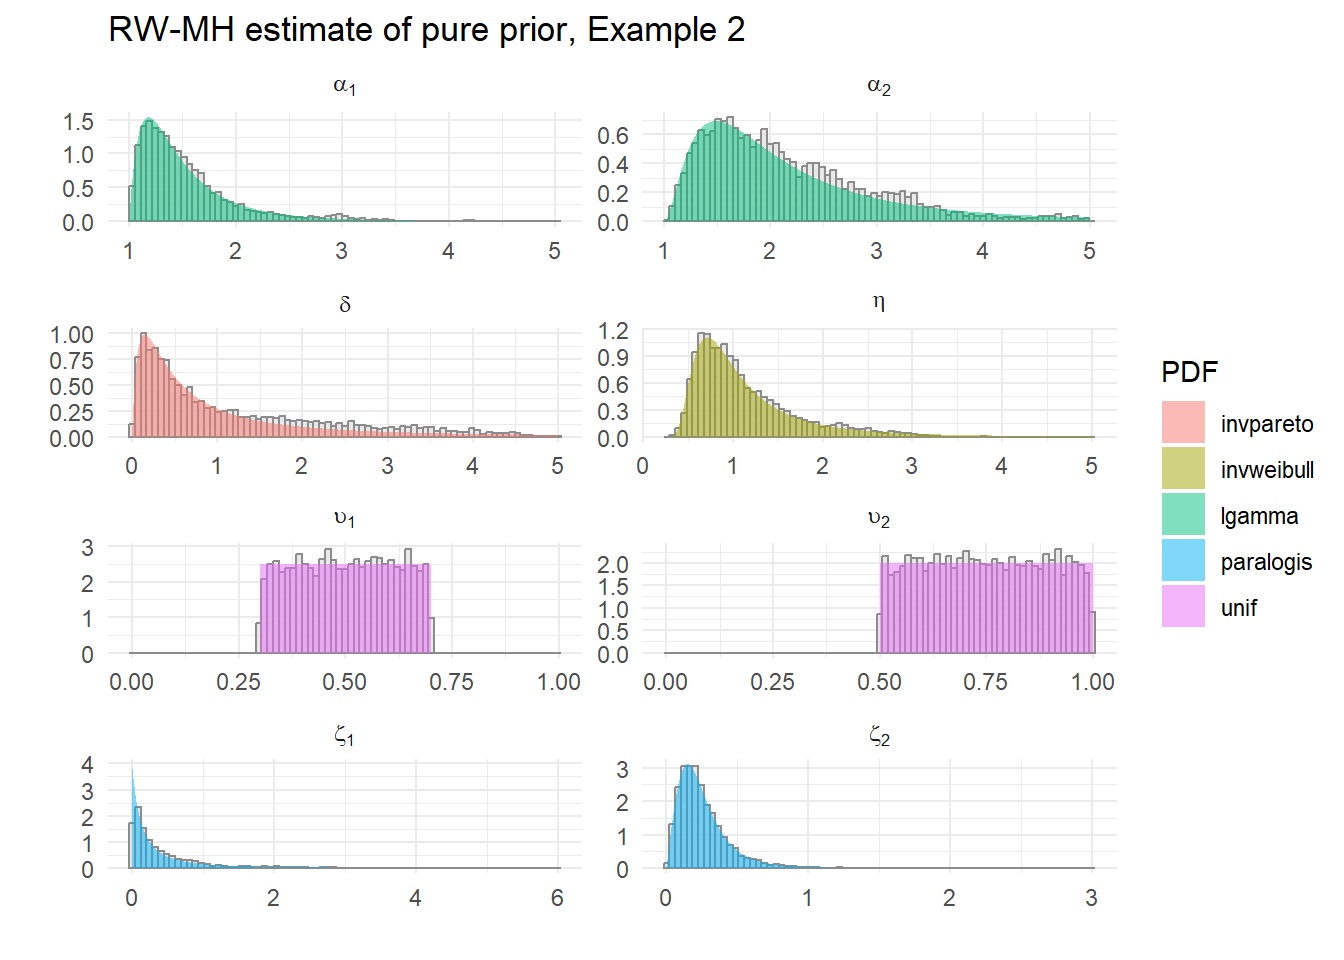 RW-MH estimate of pure prior, Example 2
α1 α2
1.5 1.0 0.5 0.0
0.6 0.4 0.2 0.0
1 2 3 4 5
1 2 3 4 5
δ η
1.00 0.75 0.50 0.25 0.00
1.2 0.9 0.6 0.3 0.0
0 1 2 3 4 5
0 1 2 3 4 5
υ1 υ2
3 2 1 0
2.0 1.5 1.0 0.5 0.0
0.00 0.25 0.50 0.75 1.00
0.00 0.25 0.50 0.75 1.00
ζ1 ζ2
4 3 2 1 0
3 2 1 0
0 2 4 6
0 1 2 3
PDF
invpareto
invweibull
lgamma
paralogis
unif